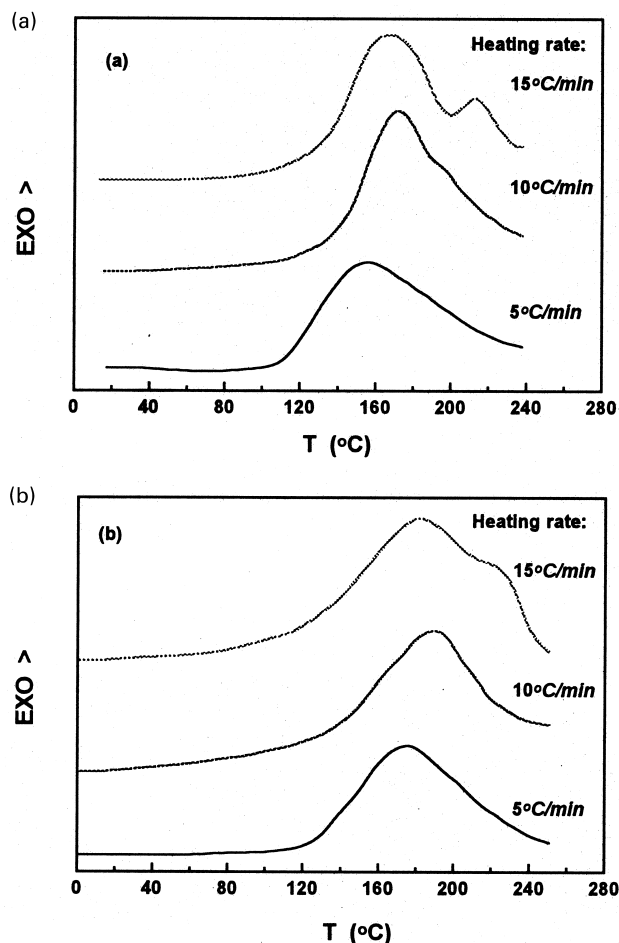 (a)
(a)
Heating rate:
15°C/min
10°C/min
5°C/min
EXO >
0 40 80 120 160 200 240 280
T (°C)
(b)
(b)
Heating rate:
15°C/min
10°C/min
5°C/min
EXO >
0 40 80 120 160 200 240 280
T (°C)